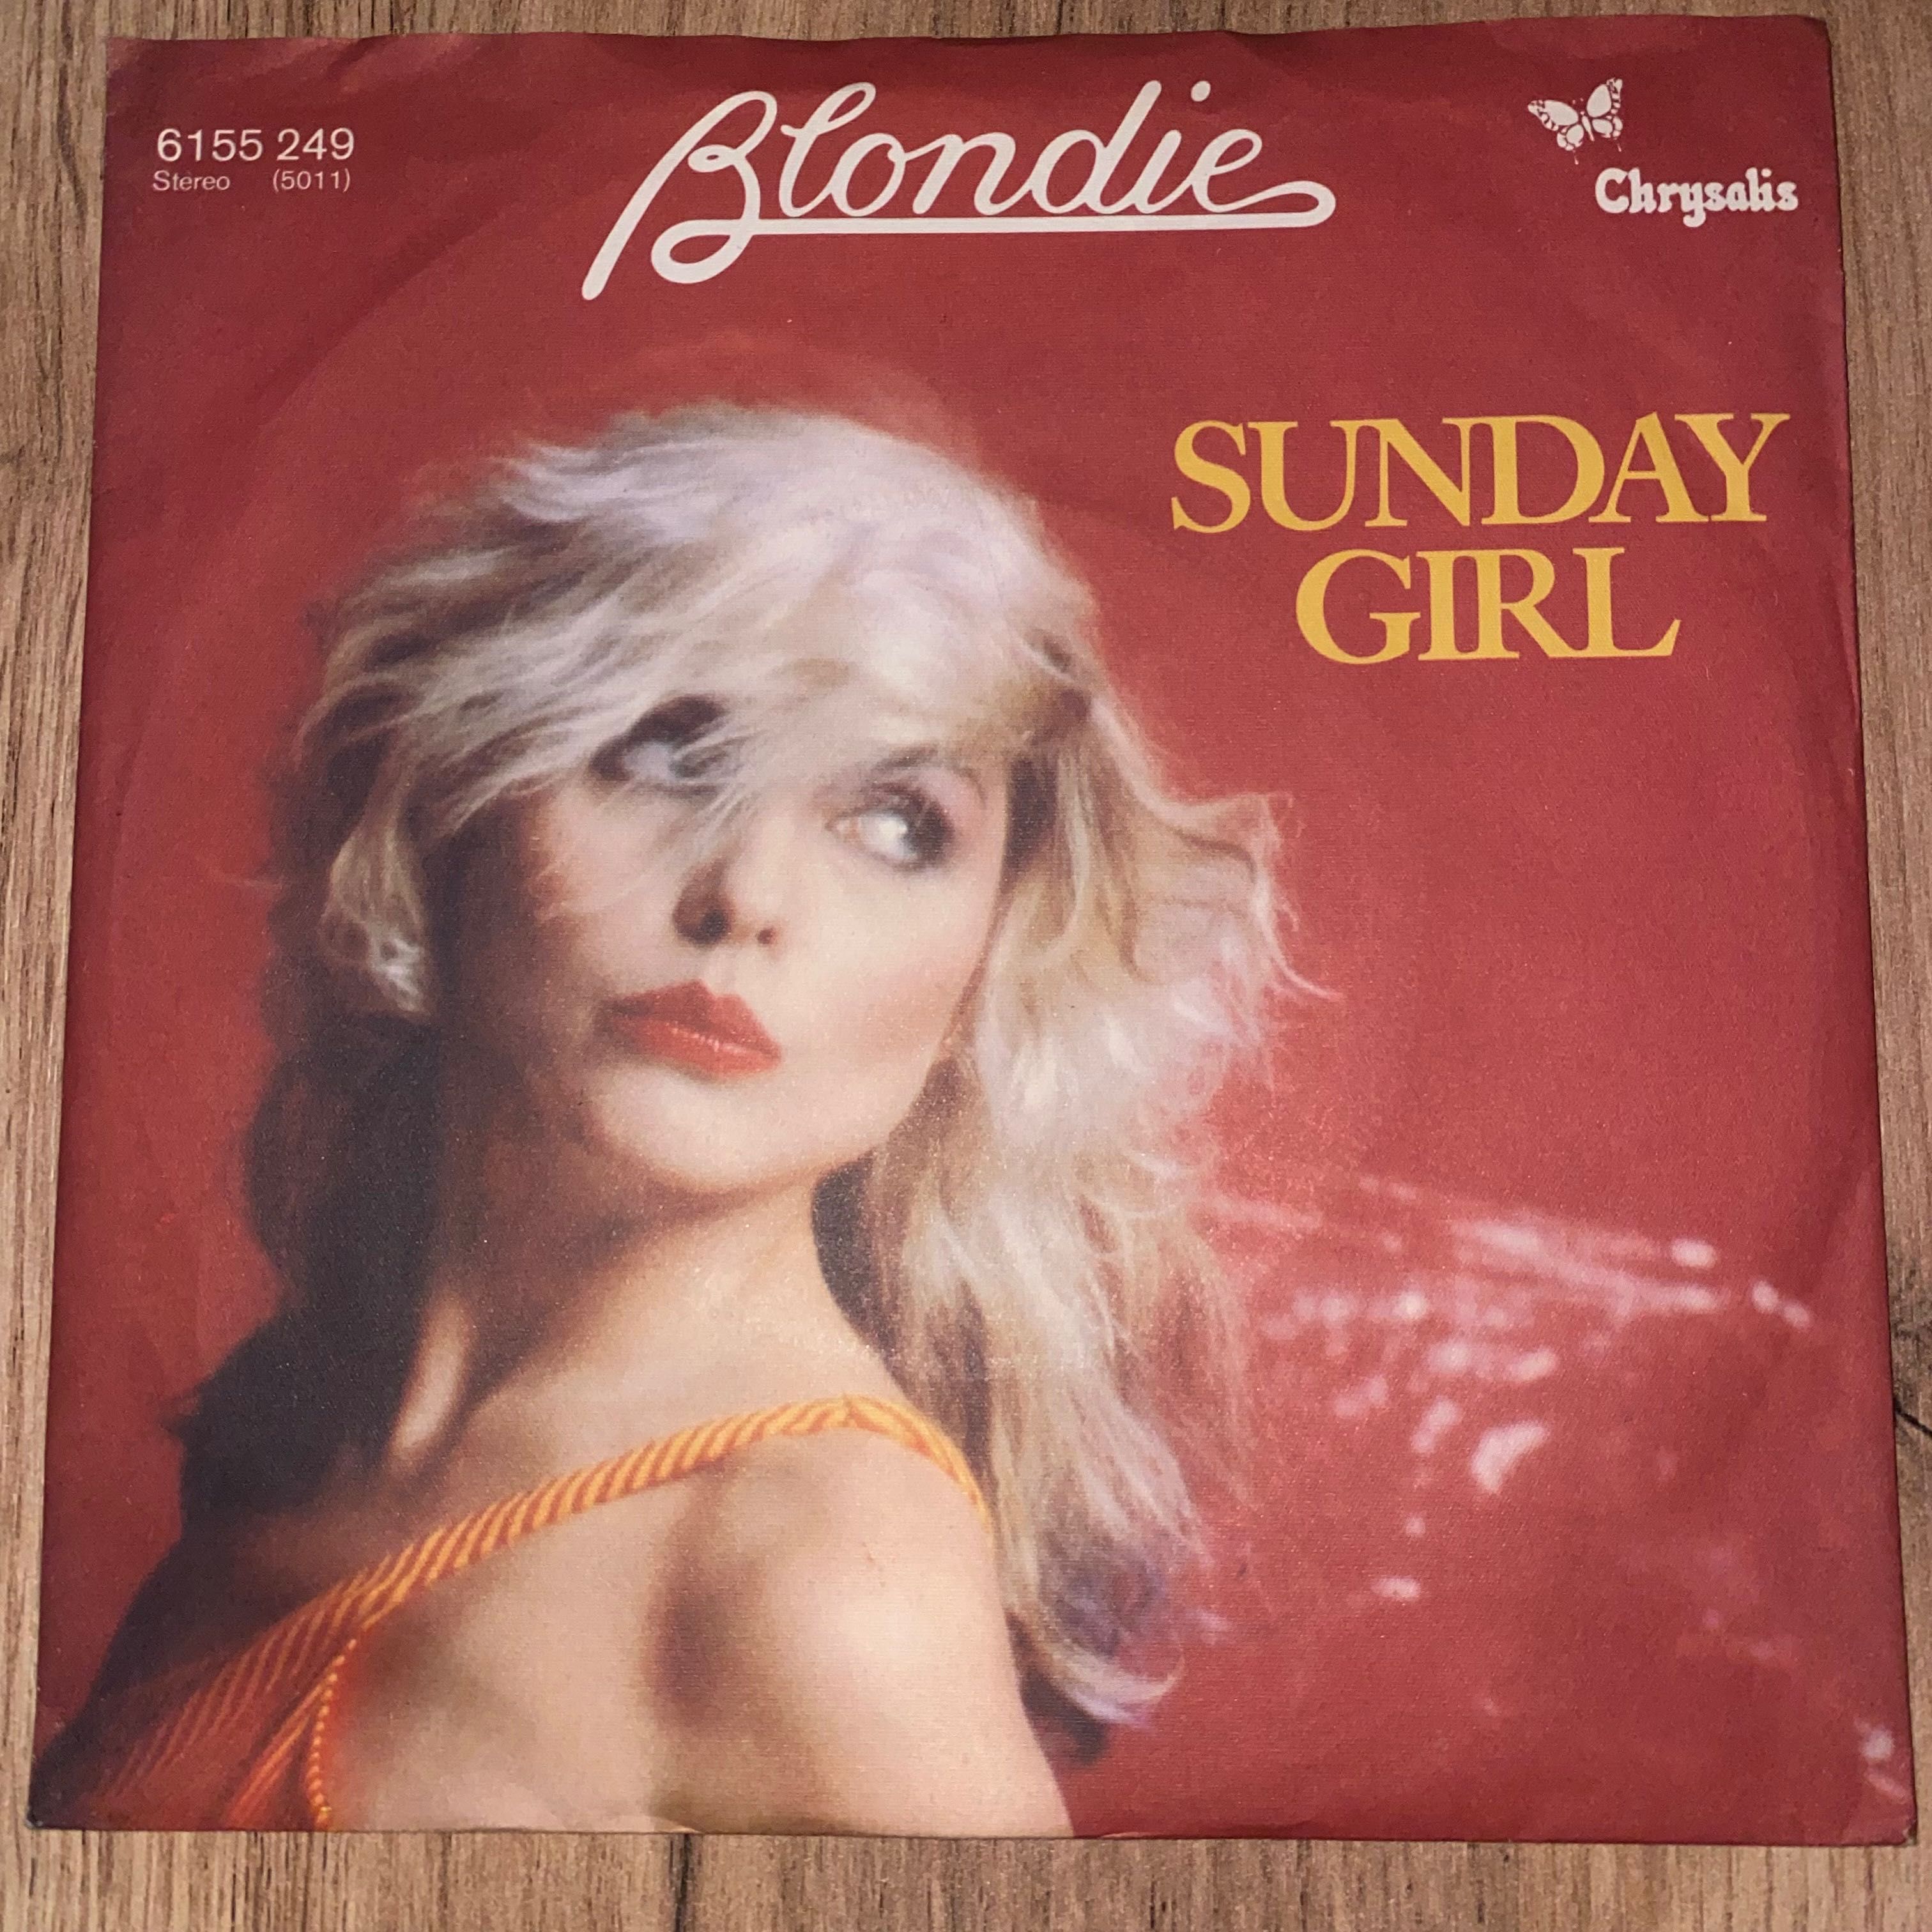 6155 249
Stereo (5011)
Blondie
Chrysalis
SUNDAY
GIRL